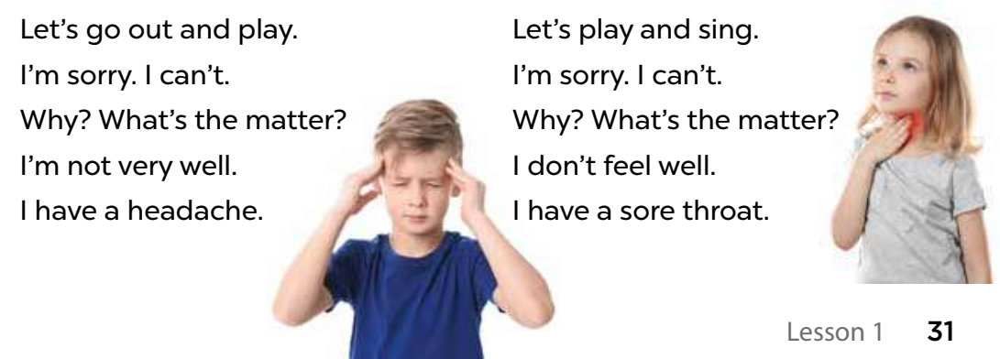 Let’s go out and play.
I’m sorry. I can’t.
Why? What’s the matter?
I’m not very well.
I have a headache.
Let’s play and sing.
I’m sorry. I can’t.
Why? What’s the matter?
I don’t feel well.
I have a sore throat.
Lesson 1 31